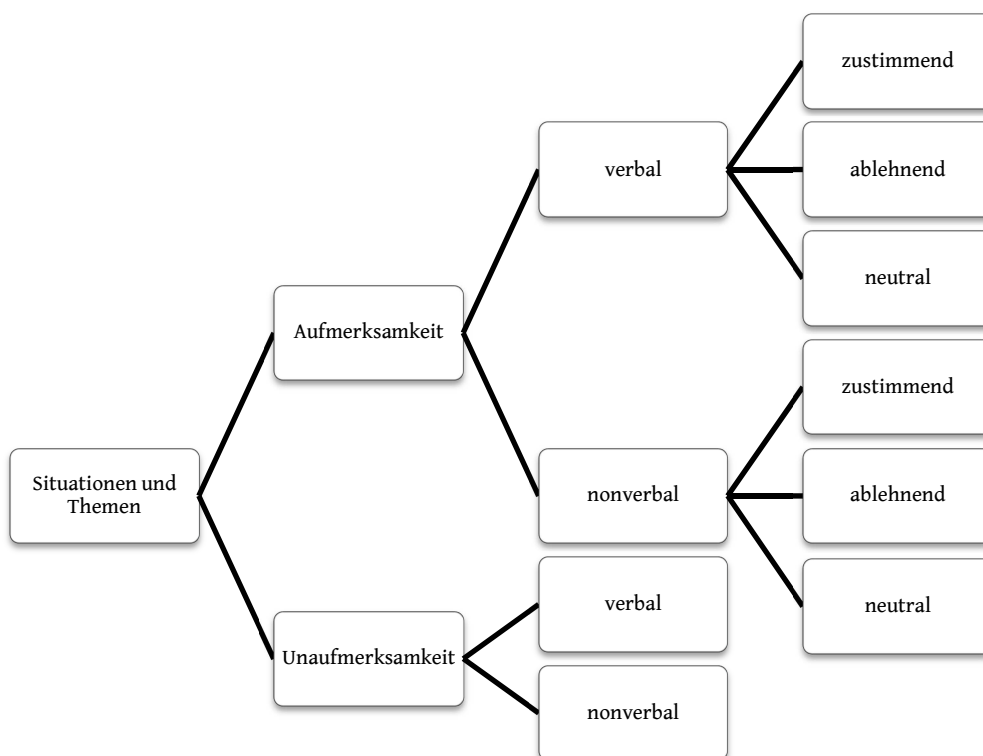 zustimmend
verbal
ablehnend
neutral
Aufmerksamkeit
zustimmend
Situationen und
Themen
nonverbal
ablehnend
verbal
neutral
Unaufmerksamkeit
nonverbal